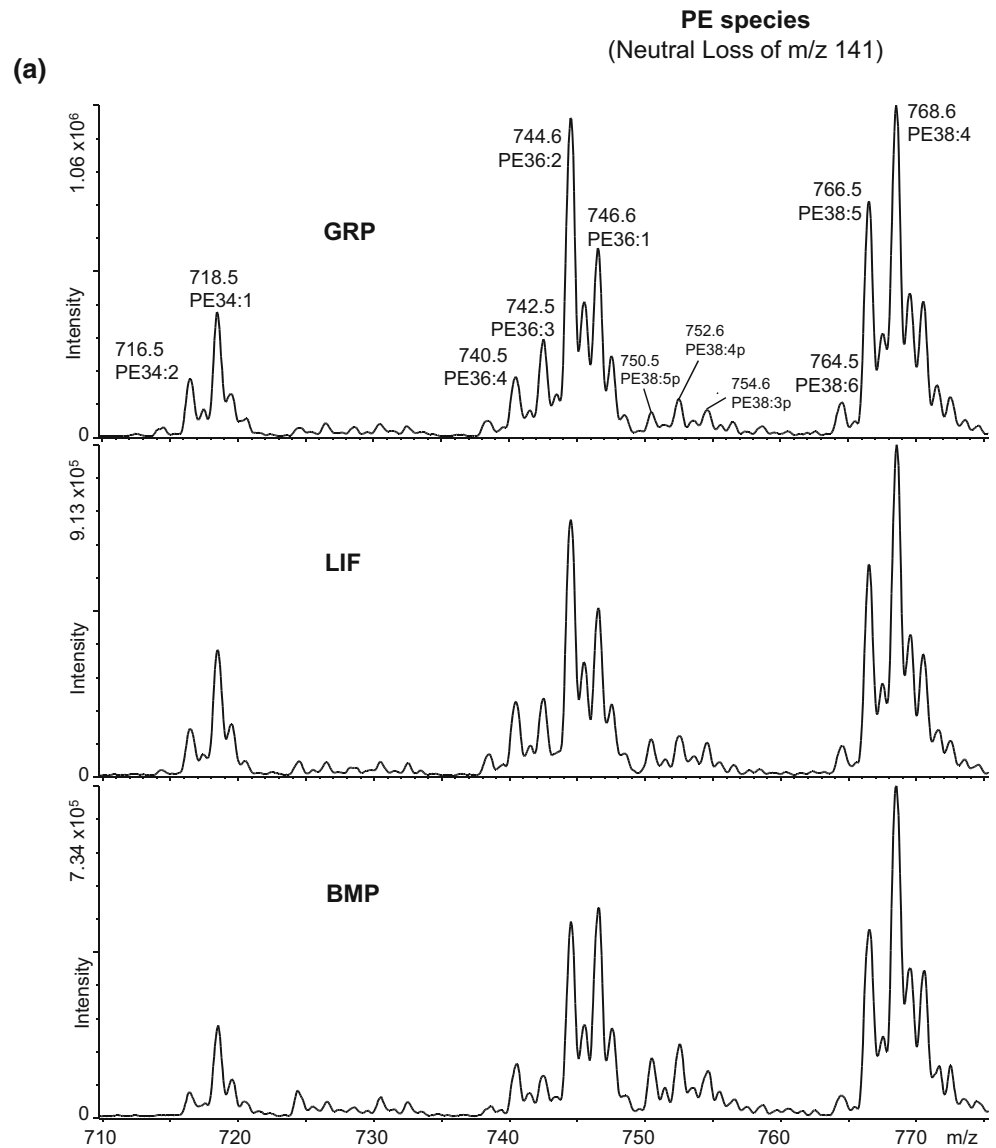 PE species
(Neutral Loss of m/z 141)
(a)
1.06 x10⁶
Intensity
0
GRP
716.5
PE34:2
718.5
PE34:1
740.5
PE36:4
742.5
PE36:3
744.6
PE36:2
746.6
PE36:1
750.5
PE38:5p
752.6
PE38:4p
754.6
PE38:3p
764.5
PE38:6
766.5
PE38:5
768.6
PE38:4
9.13 x10⁵
Intensity
0
LIF
7.34 x10⁵
Intensity
0
BMP
710 720 730 740 750 760 770 m/z